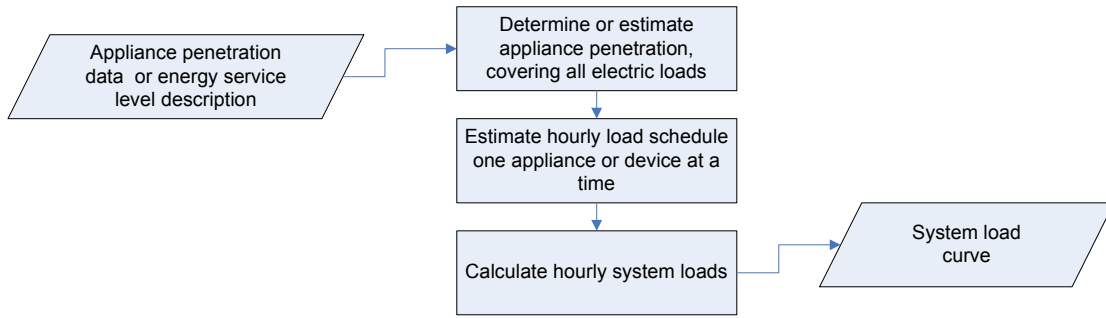 Appliance penetration
data or energy service
level description
Determine or estimate
appliance penetration,
covering all electric loads
Estimate hourly load schedule
one appliance or device at a
time
Calculate hourly system loads
System load
curve